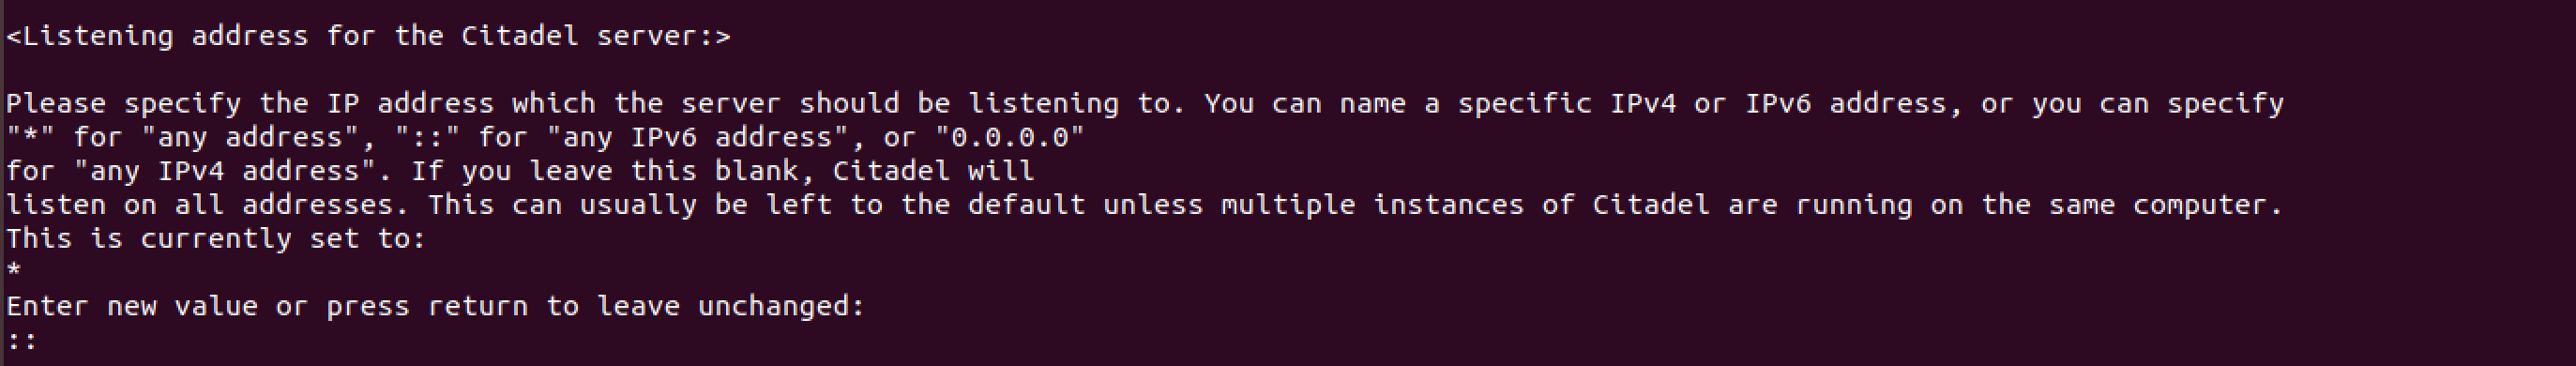 <Listening address for the Citadel server:>
Please specify the IP address which the server should be listening to. You can name a specific IPv4 or IPv6 address, or you can specify
"*" for "any address", "::" for "any IPv6 address", or "0.0.0.0"
for "any IPv4 address". If you leave this blank, Citadel will
listen on all addresses. This can usually be left to the default unless multiple instances of Citadel are running on the same computer.
This is currently set to:
*
Enter new value or press return to leave unchanged:
::